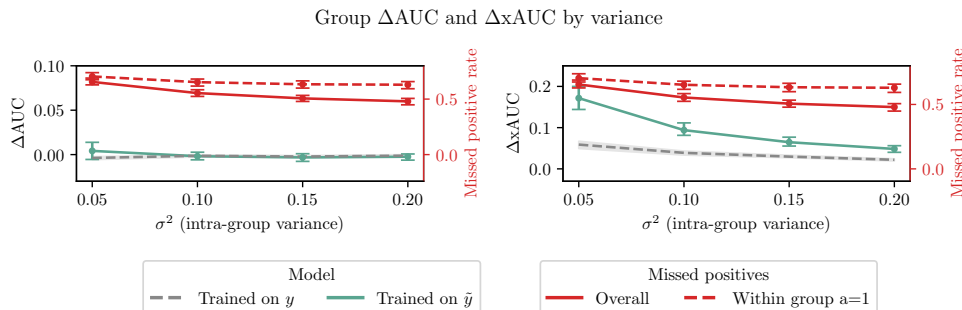 Group ΔAUC and ΔxAUC by variance
ΔAUC
0.10
0.05
0.00
0.5
0.0
Missed positive rate
0.05 0.10 0.15 0.20
σ² (intra-group variance)
ΔxAUC
0.2
0.1
0.0
0.5
0.0
Missed positive rate
0.05 0.10 0.15 0.20
σ² (intra-group variance)
Model
Trained on y Trained on ỹ
Missed positives
Overall Within group a=1